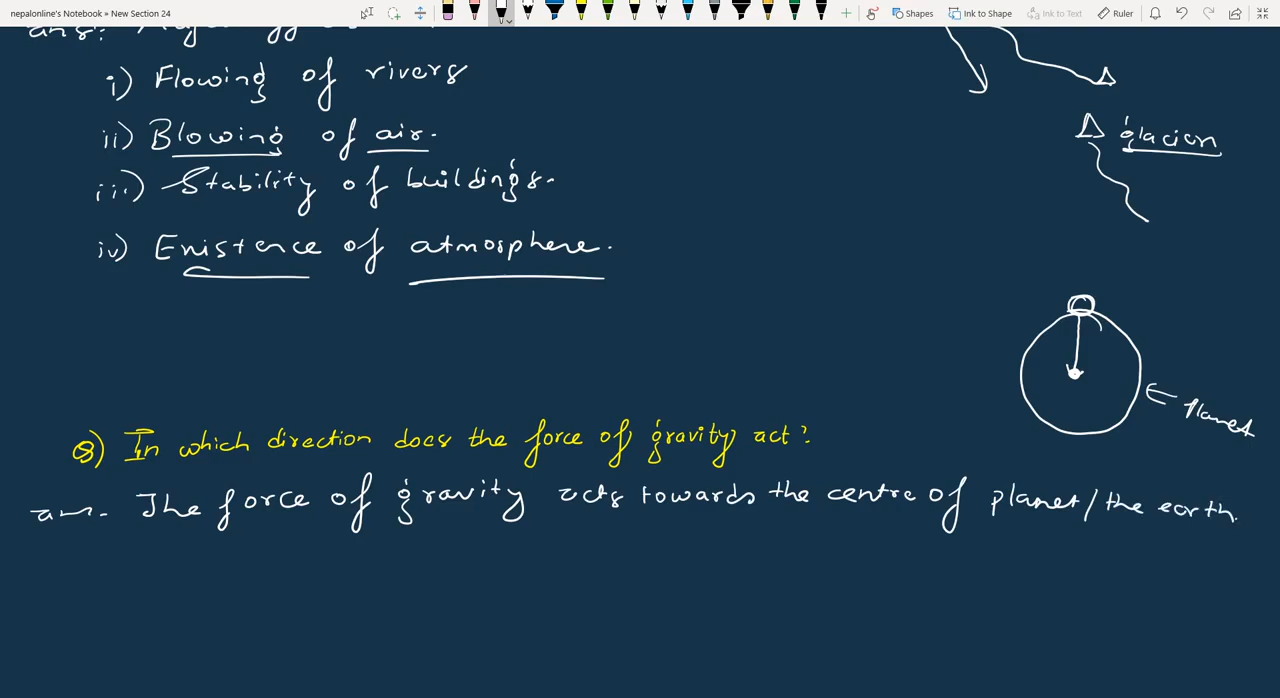 nepalonline's Notebook » New Section 24
Shapes
Ink to Shape
Ink to Text
Ruler
ans:
i) Flowing of rivers
ii) Blowing of air.
iii) Stability of buildings.
iv) Existence of atmosphere.
glacier
planet
Q) In which direction does the force of gravity act?
ans. The force of gravity acts towards the centre of planet/the earth.